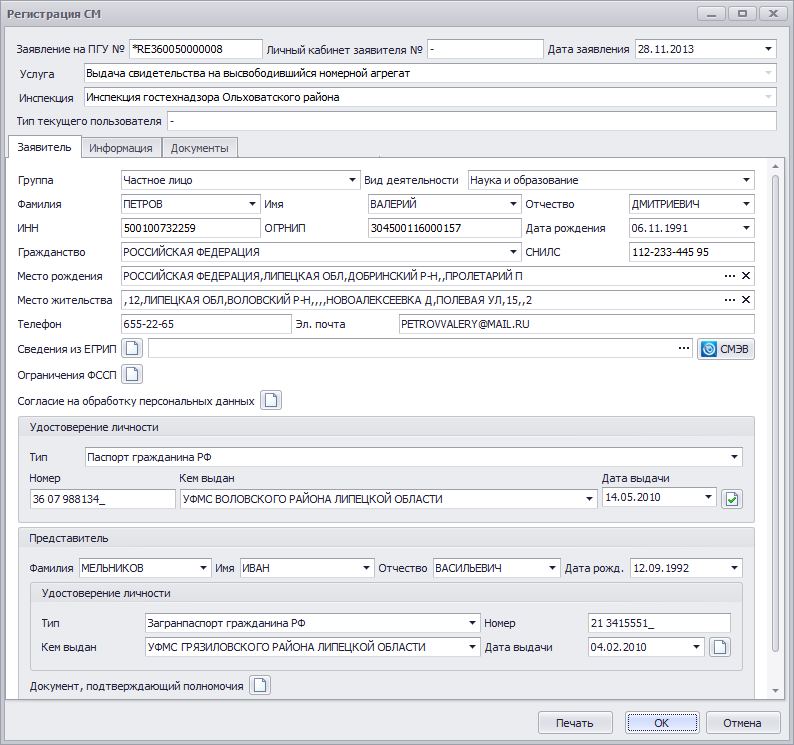 Регистрация СМ
Заявление на ПГУ № *RE360050000008 Личный кабинет заявителя № - Дата заявления 28.11.2013
Услуга Выдача свидетельства на высвободившийся номерной агрегат
Инспекция Инспекция гостехнадзора Ольховатского района
Тип текущего пользователя -
Заявитель Информация Документы
Группа Частное лицо Вид деятельности Наука и образование
Фамилия ПЕТРОВ Имя ВАЛЕРИЙ Отчество ДМИТРИЕВИЧ
ИНН 500100732259 ОГРНИП 304500116000157 Дата рождения 06.11.1991
Гражданство РОССИЙСКАЯ ФЕДЕРАЦИЯ СНИЛС 112-233-445 95
Место рождения РОССИЙСКАЯ ФЕДЕРАЦИЯ,ЛИПЕЦКАЯ ОБЛ,ДОБРИНСКИЙ Р-Н,,ПРОЛЕТАРИЙ П ...
Место жительства ,12,ЛИПЕЦКАЯ ОБЛ,ВОЛОВСКИЙ Р-Н,,,,НОВОАЛЕКСЕЕВКА Д,ПОЛЕВАЯ УЛ,15,,2 ...
Телефон 655-22-65 Эл. почта PETROVVALERY@MAIL.RU
Сведения из ЕГРИП ... СМЭВ
Ограничения ФССП
Согласие на обработку персональных данных
Удостоверение личности
Тип Паспорт гражданина РФ
Номер Кем выдан Дата выдачи
36 07 988134_ УФМС ВОЛОВСКОГО РАЙОНА ЛИПЕЦКОЙ ОБЛАСТИ 14.05.2010
Представитель
Фамилия МЕЛЬНИКОВ Имя ИВАН Отчество ВАСИЛЬЕВИЧ Дата рожд. 12.09.1992
Удостоверение личности
Тип Загранпаспорт гражданина РФ Номер 21 3415551_
Кем выдан УФМС ГРЯЗИЛОВСКОГО РАЙОНА ЛИПЕЦКОЙ ОБЛАСТИ Дата выдачи 04.02.2010
Документ, подтверждающий полномочия
Печать ОК Отмена